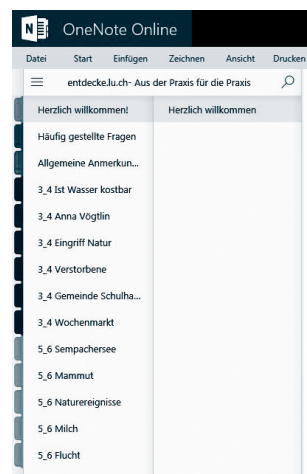 N
OneNote Online
Datei Start Einfügen Zeichnen Ansicht Drucken
entdecke.lu.ch- Aus der Praxis für die Praxis
Herzlich willkommen! Herzlich willkommen
Häufig gestellte Fragen
Allgemeine Anmerkun...
3_4 Ist Wasser kostbar
3_4 Anna Vögtlin
3_4 Eingriff Natur
3_4 Verstorbene
3_4 Gemeinde Schulha...
3_4 Wochenmarkt
5_6 Sempachersee
5_6 Mammut
5_6 Naturereignisse
5_6 Milch
5_6 Flucht